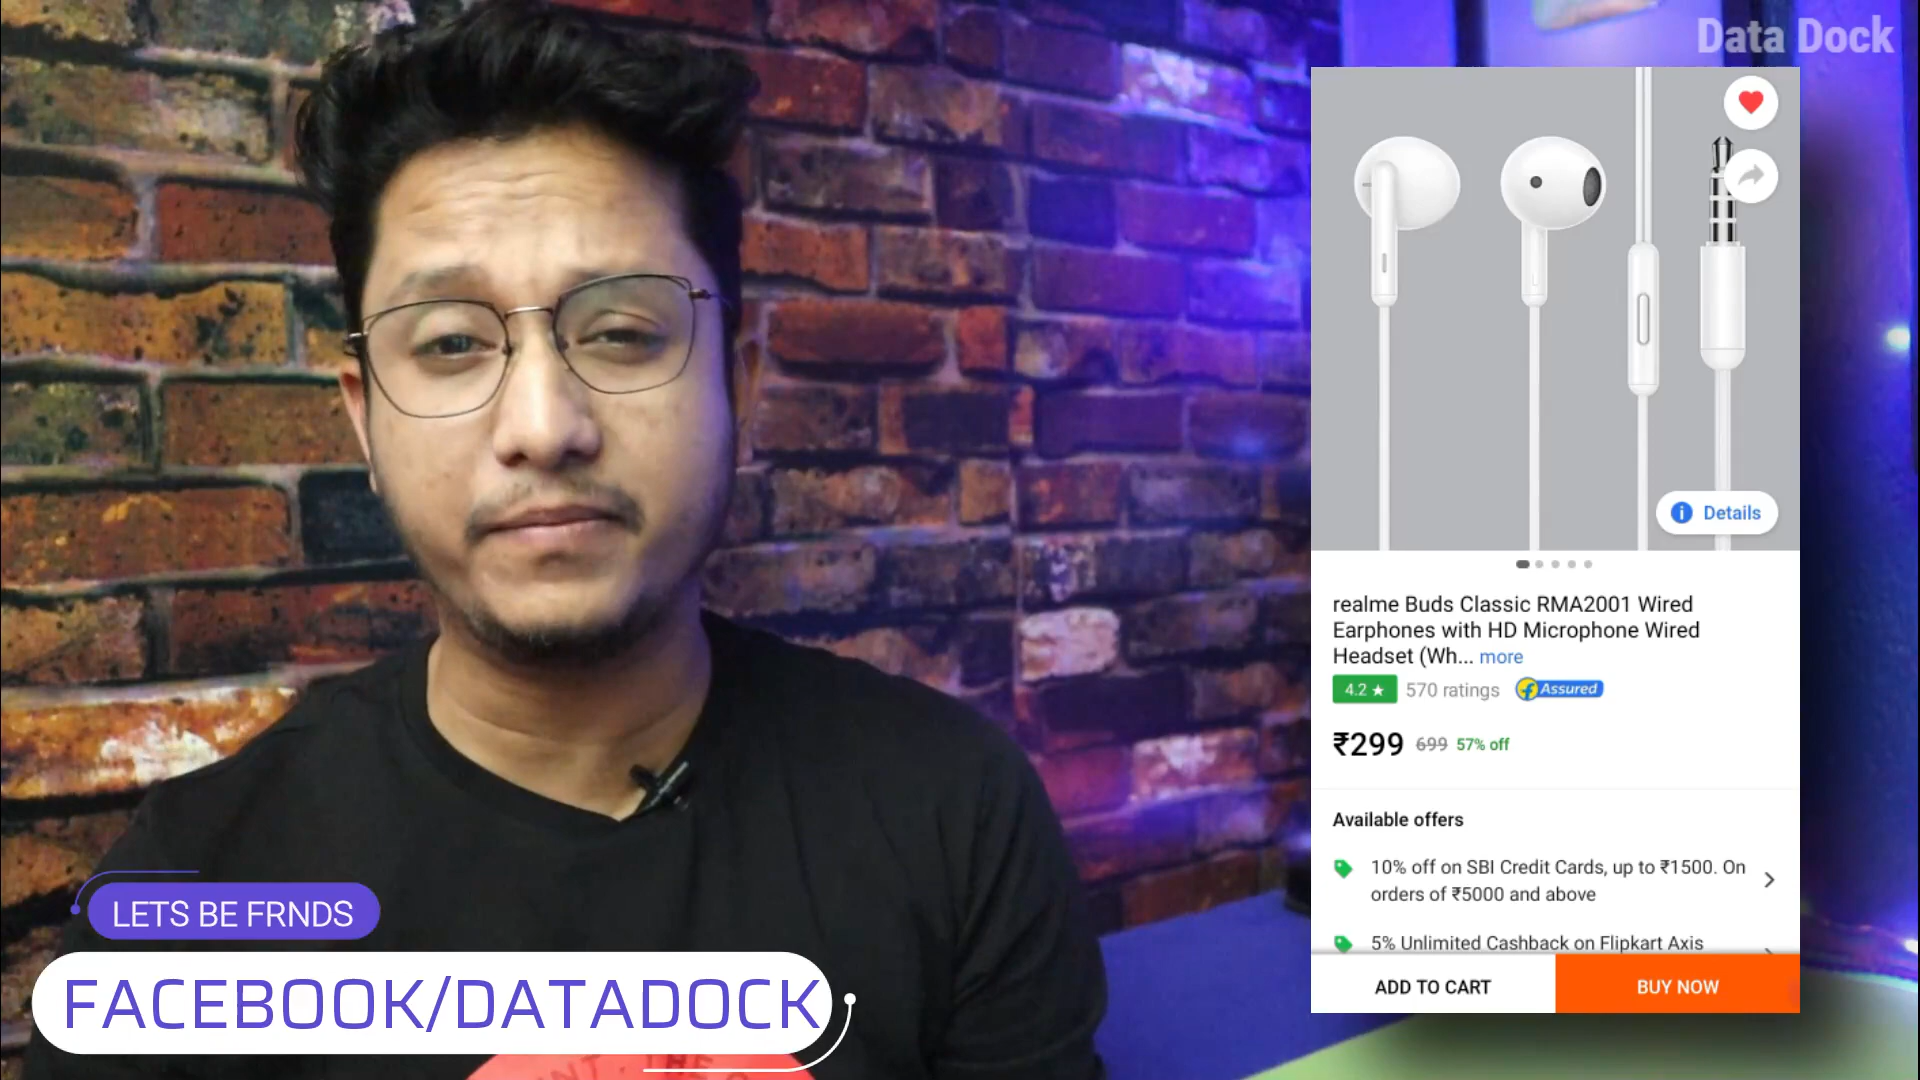 Data Dock
Details
realme Buds Classic RMA2001 Wired
Earphones with HD Microphone Wired
Headset (Wh... more
4.2 ★ 570 ratings Assured
₹299 699 57% off
Available offers
10% off on SBI Credit Cards, up to ₹1500. On
orders of ₹5000 and above
5% Unlimited Cashback on Flipkart Axis
ADD TO CART BUY NOW
LETS BE FRNDS
FACEBOOK/DATADOCK
THE